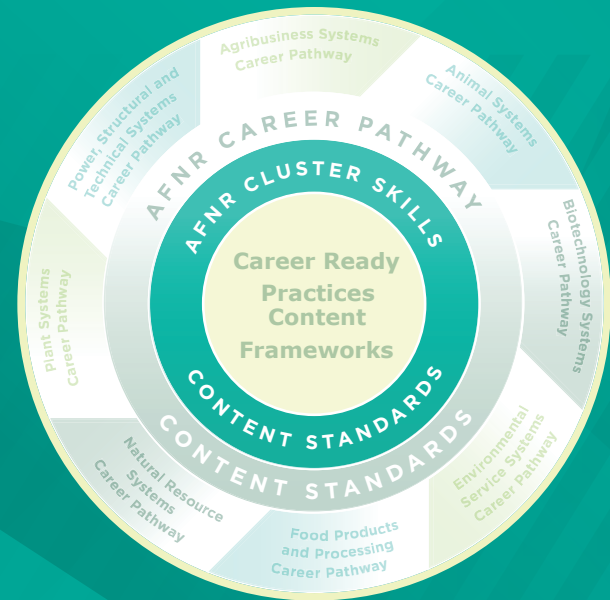 Agribusiness Systems
Career Pathway
Animal Systems
Career Pathway
Biotechnology Systems
Career Pathway
Environmental
Service Systems
Career Pathway
Food Products
and Processing
Career Pathway
Natural Resource
Systems
Career Pathway
Plant Systems
Career Pathway
Power, Structural and
Technical Systems
Career Pathway
AFNR CAREER PATHWAY
CONTENT STANDARDS
AFNR CLUSTER SKILLS
CONTENT STANDARDS
Career Ready
Practices
Content
Frameworks